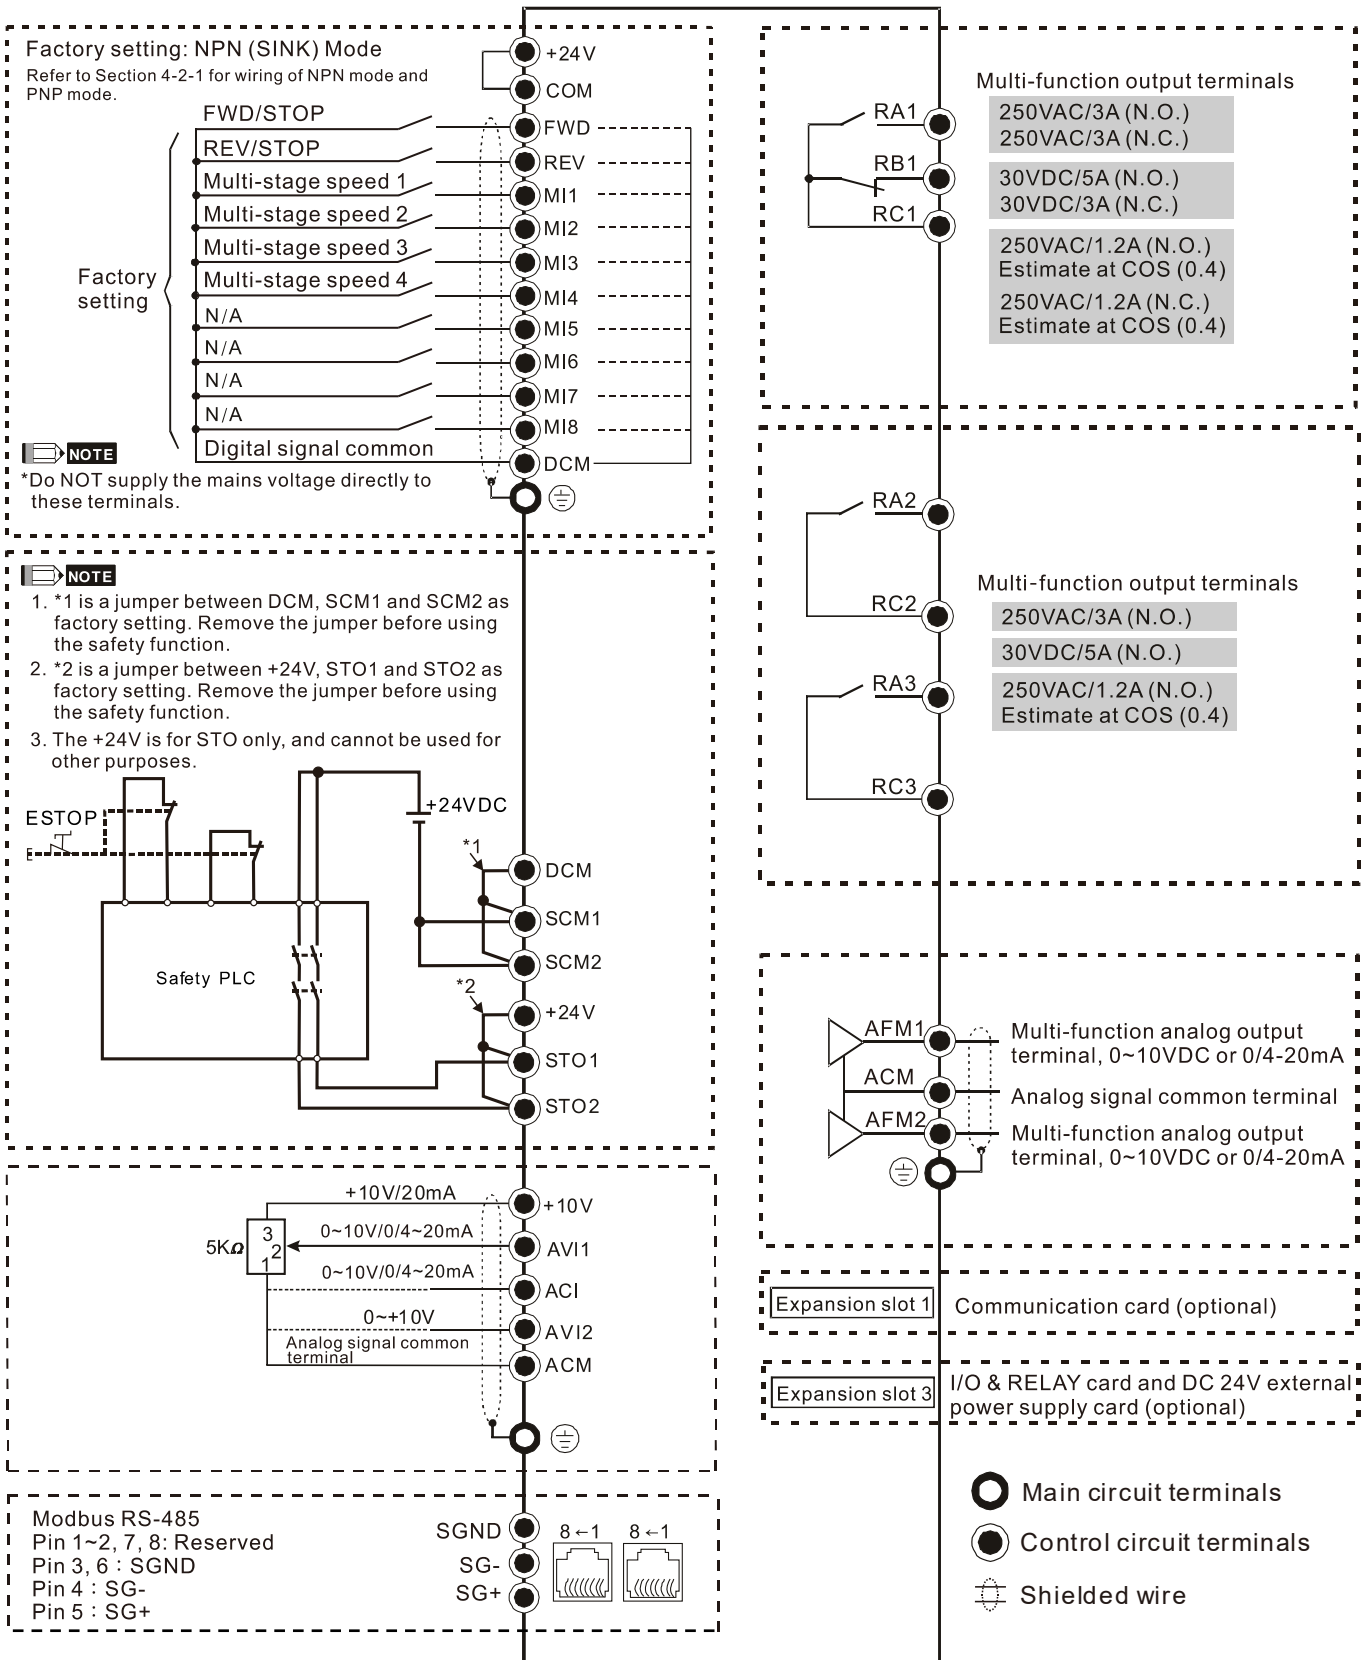 Factory setting: NPN (SINK) Mode
Refer to Section 4-2-1 for wiring of NPN mode and
PNP mode.
+24V
COM
FWD/STOP
FWD
REV/STOP
REV
Multi-stage speed 1
MI1
Multi-stage speed 2
MI2
Multi-stage speed 3
MI3
Multi-stage speed 4
MI4
Factory
setting
N/A
MI5
N/A
MI6
N/A
MI7
N/A
MI8
Digital signal common
DCM
NOTE
*Do NOT supply the mains voltage directly to
these terminals.
NOTE
1. *1 is a jumper between DCM, SCM1 and SCM2 as
factory setting. Remove the jumper before using
the safety function.
2. *2 is a jumper between +24V, STO1 and STO2 as
factory setting. Remove the jumper before using
the safety function.
3. The +24V is for STO only, and cannot be used for
other purposes.
ESTOP
+24VDC
*1
DCM
SCM1
SCM2
Safety PLC
*2
+24V
STO1
STO2
+10V/20mA
+10V
5KΩ
3
2
1
0~10V/0/4~20mA
AVI1
0~10V/0/4~20mA
ACI
0~+10V
AVI2
Analog signal common
terminal
ACM
Modbus RS-485
Pin 1~2, 7, 8: Reserved
Pin 3, 6 : SGND
Pin 4 : SG-
Pin 5 : SG+
SGND
SG-
SG+
8←1
8←1
Multi-function output terminals
RA1
RB1
RC1
250VAC/3A (N.O.)
250VAC/3A (N.C.)
30VDC/5A (N.O.)
30VDC/3A (N.C.)
250VAC/1.2A (N.O.)
Estimate at COS (0.4)
250VAC/1.2A (N.C.)
Estimate at COS (0.4)
RA2
RC2
RA3
RC3
Multi-function output terminals
250VAC/3A (N.O.)
30VDC/5A (N.O.)
250VAC/1.2A (N.O.)
Estimate at COS (0.4)
AFM1
Multi-function analog output
terminal, 0~10VDC or 0/4-20mA
ACM
Analog signal common terminal
AFM2
Multi-function analog output
terminal, 0~10VDC or 0/4-20mA
Expansion slot 1
Communication card (optional)
Expansion slot 3
I/O & RELAY card and DC 24V external
power supply card (optional)
Main circuit terminals
Control circuit terminals
Shielded wire